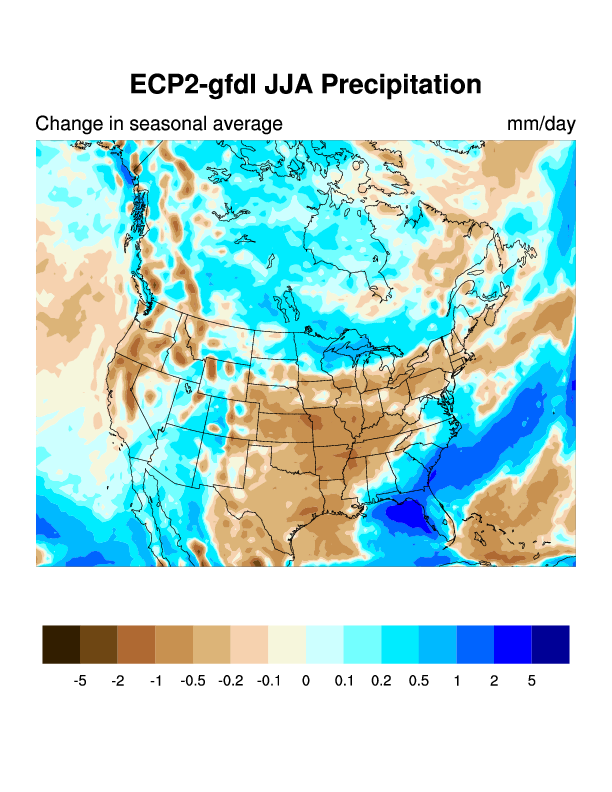 ECP2-gfdl JJA Precipitation
Change in seasonal average mm/day
-5 -2 -1 -0.5 -0.2 -0.1 0 0.1 0.2 0.5 1 2 5